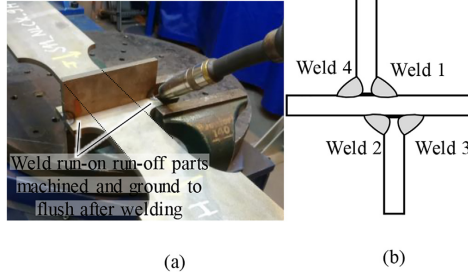 Weld run-on run-off parts
machined and ground to
flush after welding
(a)
Weld 4
Weld 1
Weld 2
Weld 3
(b)